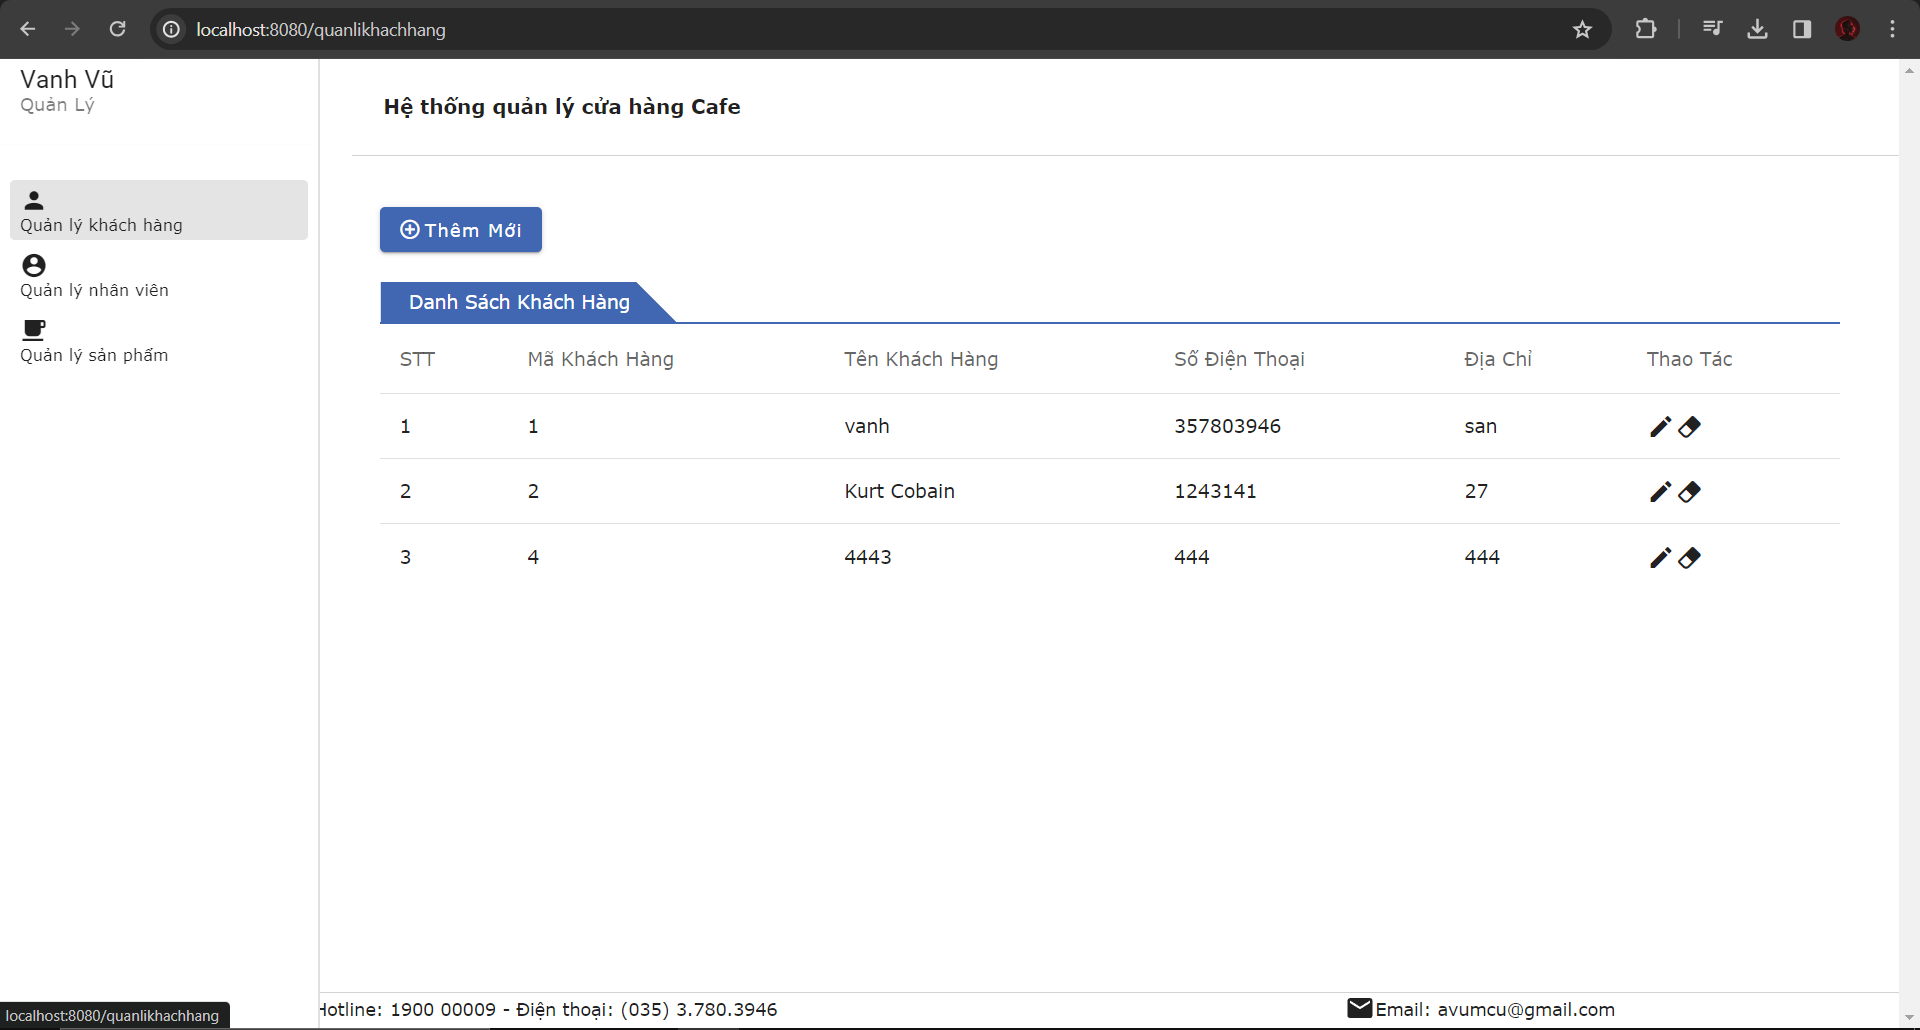 localhost:8080/quanlikhachhang
Vanh Vũ
Quản Lý
Quản lý khách hàng
Quản lý nhân viên
Quản lý sản phẩm
Hệ thống quản lý cửa hàng Cafe
Thêm Mới
Danh Sách Khách Hàng
STT Mã Khách Hàng Tên Khách Hàng Số Điện Thoại Địa Chỉ Thao Tác
1 1 vanh 357803946 san
2 2 Kurt Cobain 1243141 27
3 4 4443 444 444
Hotline: 1900 00009 - Điện thoại: (035) 3.780.3946 Email: avumcu@gmail.com
localhost:8080/quanlikhachhang